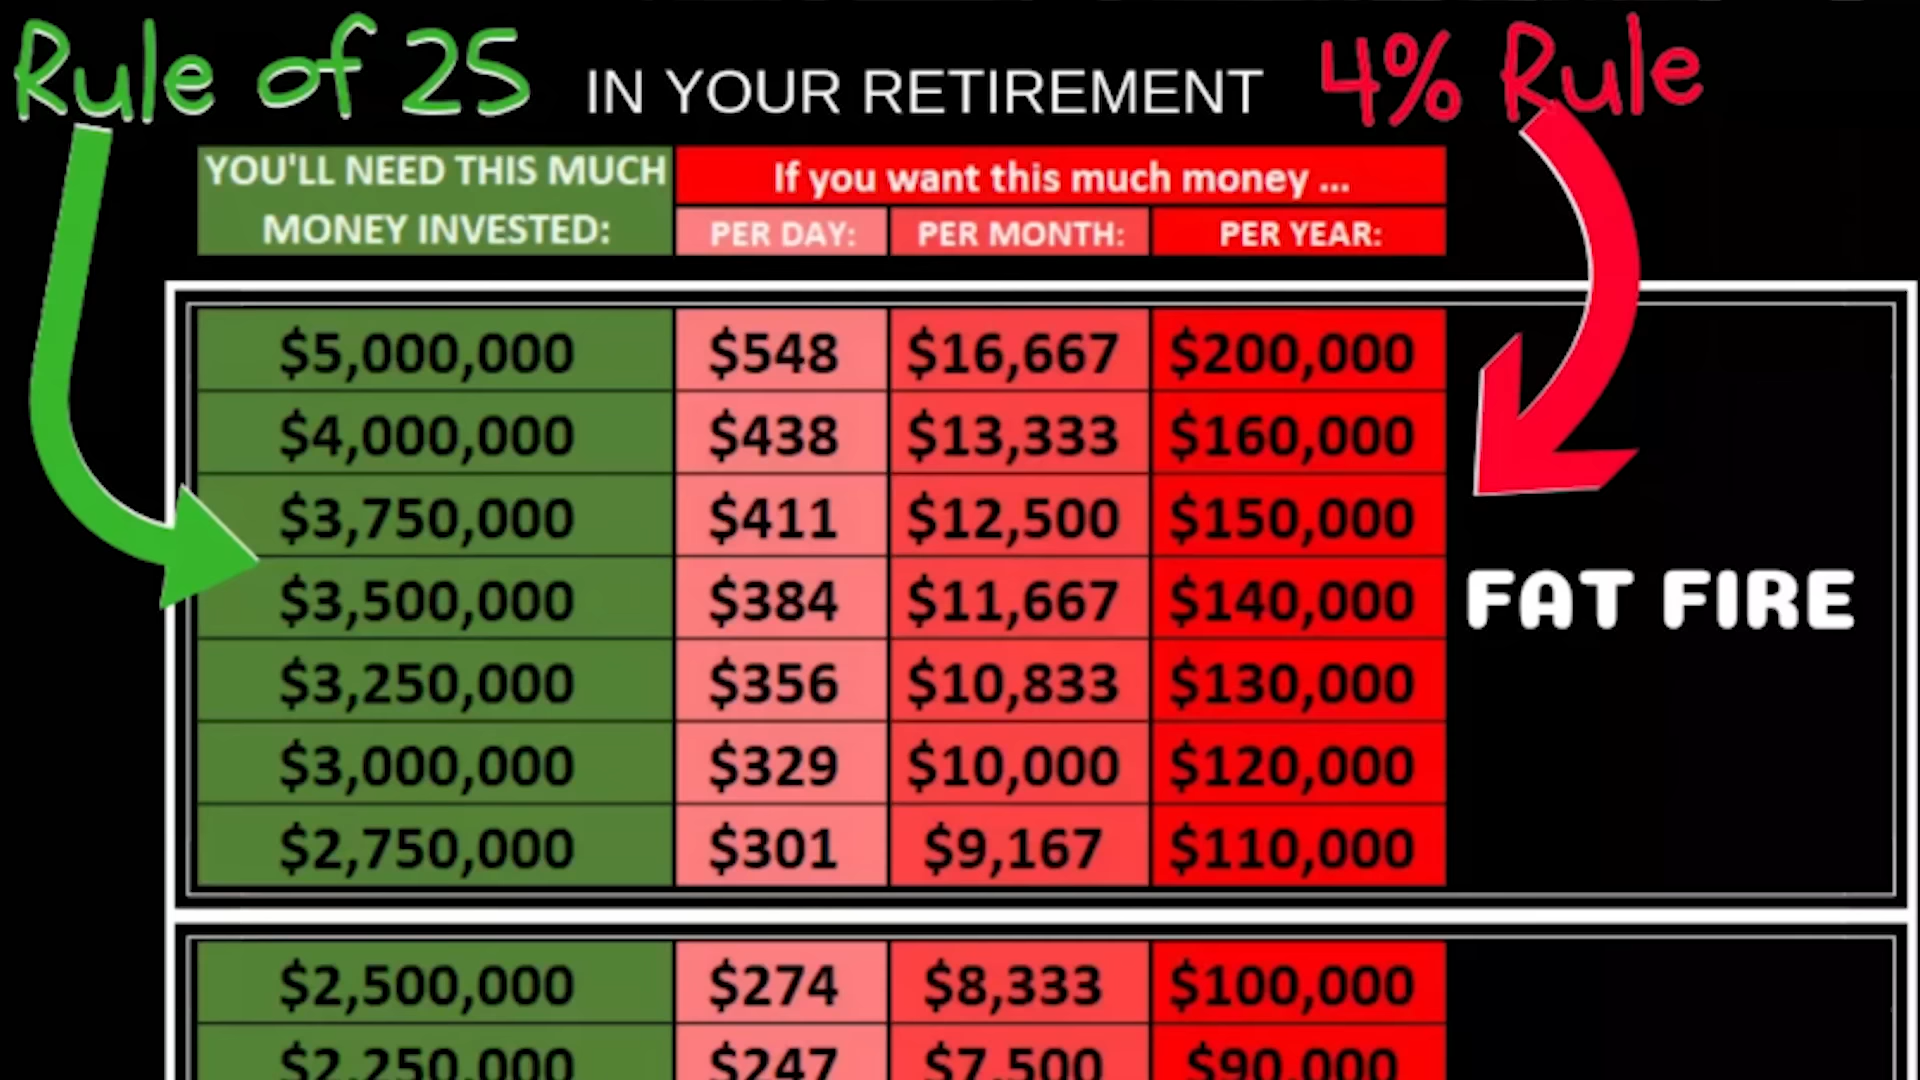 Rule of 25 IN YOUR RETIREMENT 4% Rule
YOU'LL NEED THIS MUCH MONEY INVESTED:
If you want this much money ...
PER DAY: PER MONTH: PER YEAR:
$5,000,000 $548 $16,667 $200,000
$4,000,000 $438 $13,333 $160,000
$3,750,000 $411 $12,500 $150,000
$3,500,000 $384 $11,667 $140,000 FAT FIRE
$3,250,000 $356 $10,833 $130,000
$3,000,000 $329 $10,000 $120,000
$2,750,000 $301 $9,167 $110,000
$2,500,000 $274 $8,333 $100,000
$2,250,000 $247 $7,500 $90,000